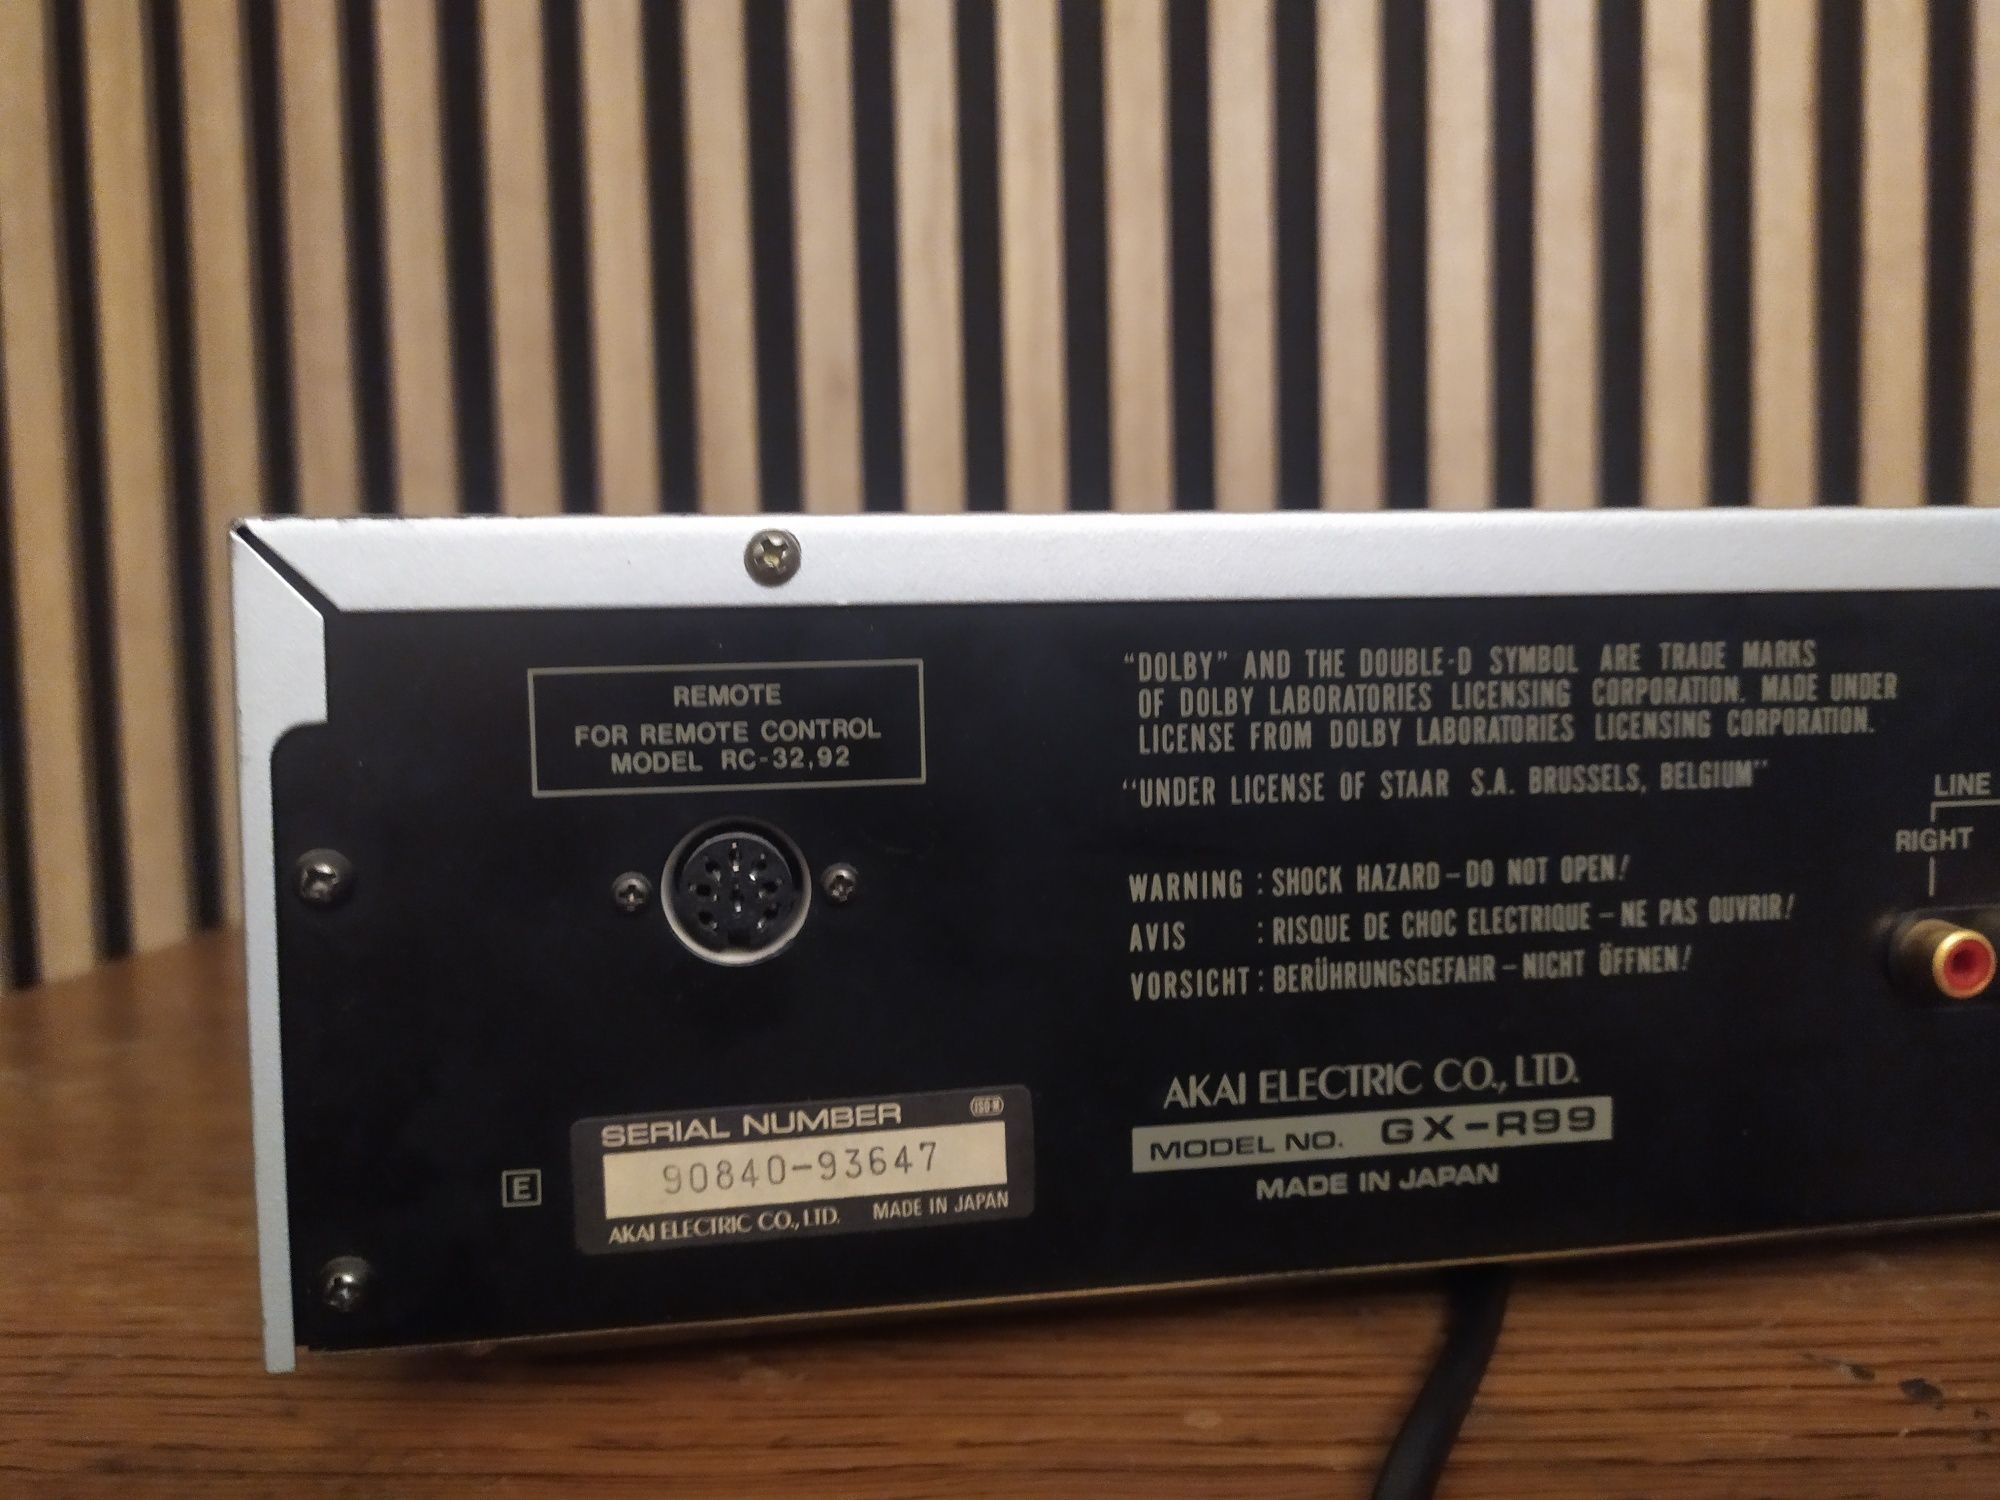 REMOTE
FOR REMOTE CONTROL
MODEL RC-32,92
“DOLBY” AND THE DOUBLE-D SYMBOL ARE TRADE MARKS
OF DOLBY LABORATORIES LICENSING CORPORATION. MADE UNDER
LICENSE FROM DOLBY LABORATORIES LICENSING CORPORATION.
“UNDER LICENSE OF STAAR S.A. BRUSSELS, BELGIUM”
LINE
RIGHT
WARNING : SHOCK HAZARD – DO NOT OPEN!
AVIS : RISQUE DE CHOC ELECTRIQUE – NE PAS OUVRIR!
VORSICHT : BERÜHRUNGSGEFAHR – NICHT ÖFFNEN!
AKAI ELECTRIC CO., LTD.
MODEL NO. GX-R99
MADE IN JAPAN
SERIAL NUMBER
90840-93647
AKAI ELECTRIC CO., LTD. MADE IN JAPAN
E